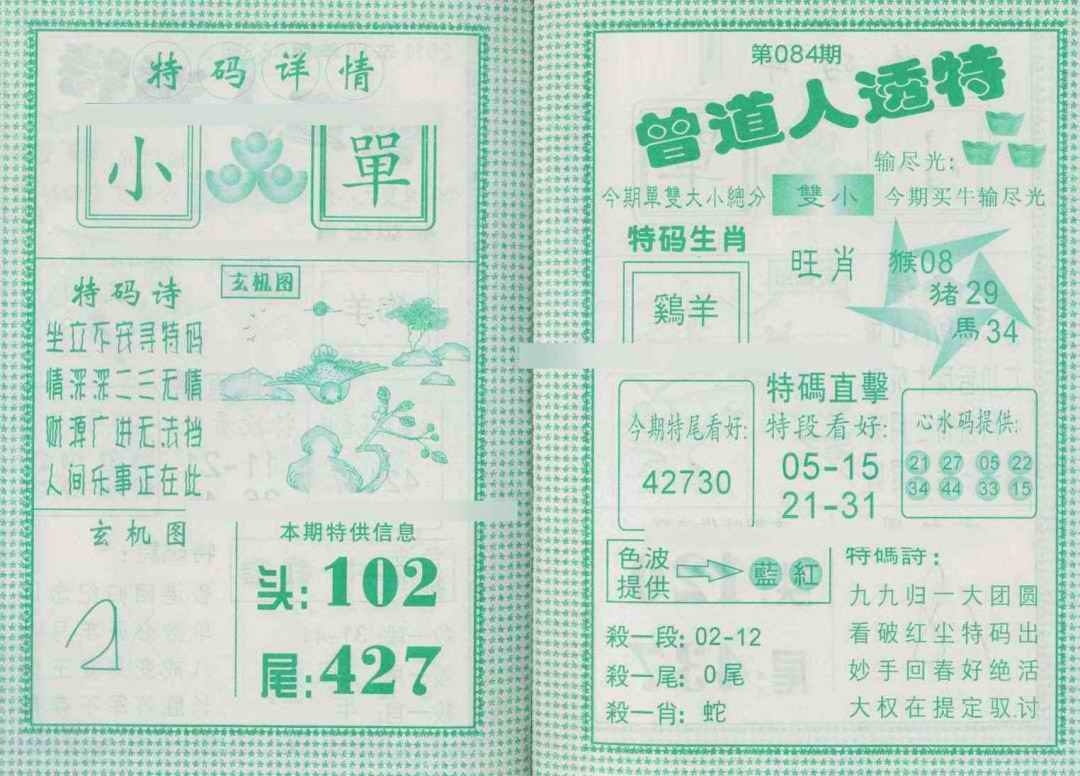 特码详情
小 單
特码诗
坐立不安寻特码
情深深二三无情
财源广进无法挡
人间乐事正在此
玄机图
玄机图
本期特供信息
头:102
尾:427
第084期
曾道人透特
输尽光:
今期單雙大小總分 雙小 今期买牛输尽光
特码生肖
鷄羊
旺肖
猴08
猪29
馬34
今期特尾看好:
42730
特碼直擊
特段看好:
05-15
21-31
心水码提供:
21 27 05 22
34 44 33 15
色波提供 藍 紅
殺一段: 02-12
殺一尾: 0尾
殺一肖: 蛇
特碼詩:
九九归一大团圆
看破红尘特码出
妙手回春好绝活
大权在提定驭讨